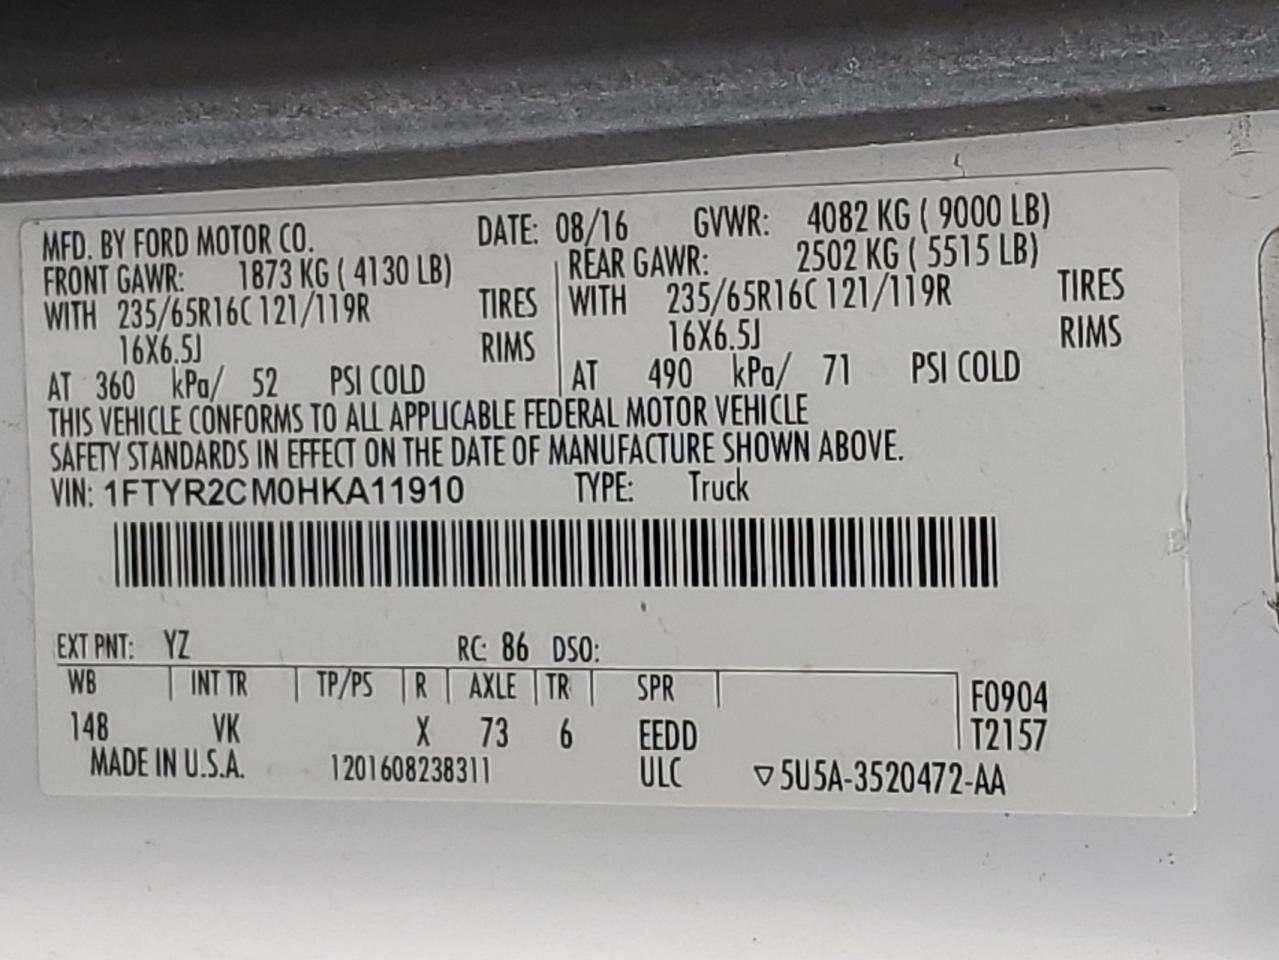 MFD. BY FORD MOTOR CO. DATE: 08/16 GVWR: 4082 KG ( 9000 LB)
FRONT GAWR: 1873 KG ( 4130 LB) REAR GAWR: 2502 KG ( 5515 LB)
WITH 235/65R16C 121/119R TIRES WITH 235/65R16C 121/119R TIRES
16X6.5J RIMS 16X6.5J RIMS
AT 360 kPa/ 52 PSI COLD AT 490 kPa/ 71 PSI COLD
THIS VEHICLE CONFORMS TO ALL APPLICABLE FEDERAL MOTOR VEHICLE
SAFETY STANDARDS IN EFFECT ON THE DATE OF MANUFACTURE SHOWN ABOVE.
VIN: 1FTYR2CM0HKA11910 TYPE: Truck
EXT PNT: YZ RC: 86 DSO:
WB INT TR TP/PS R AXLE TR SPR F0904
148 VK X 73 6 EEDD T2157
MADE IN U.S.A. 1201608238311 ULC ▽5U5A-3520472-AA